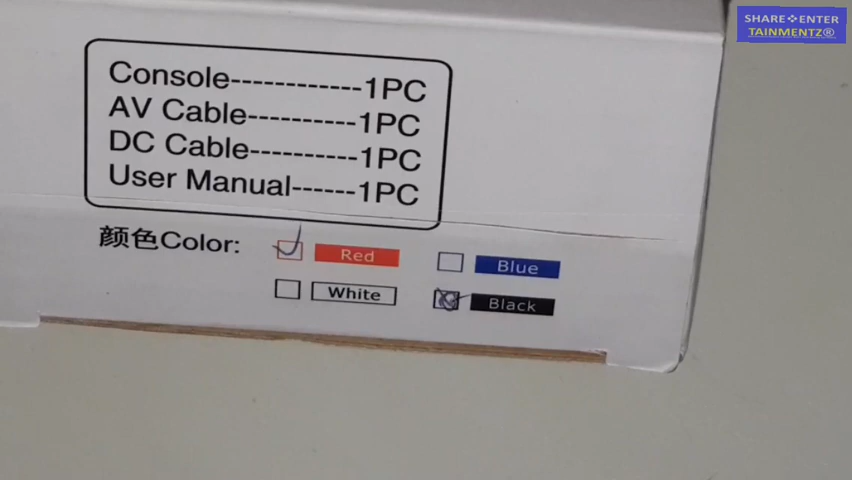 SHARE❖ENTER
TAINMENTZ®
Console------------1PC
AV Cable----------1PC
DC Cable----------1PC
User Manual------1PC
颜色Color: Red Blue
White Black